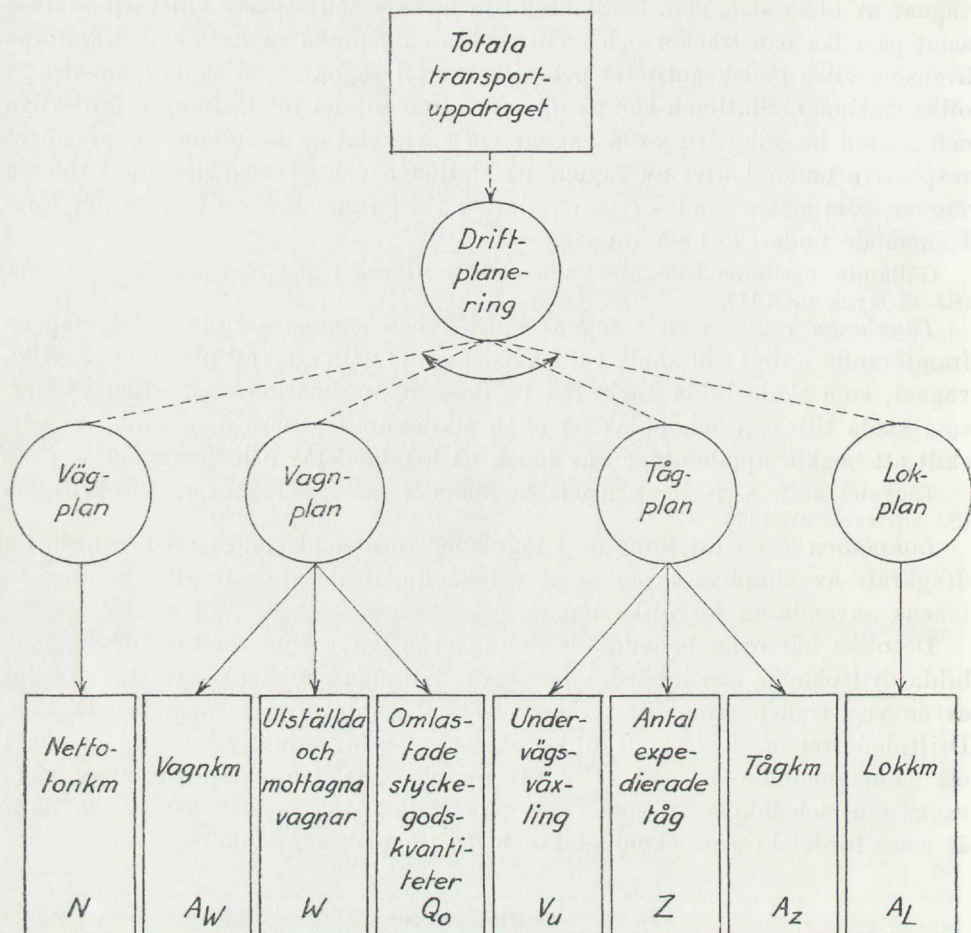 Totala
transport-
uppdraget
Drift-
plane-
ring
Väg
plan
Vagn-
plan
Tåg-
plan
Lok-
plan
Netto-
tonkm
N
Vagnkm
A_W
Utställda
och
mottagna
vagnar
W
Omlas-
tade
stycke-
gods-
kvanti-
teter
Q_o
Under-
vägs-
väx-
ling
V_u
Antal
expe-
dierade
tåg
Z
Tågkm
A_z
Lokkm
A_L